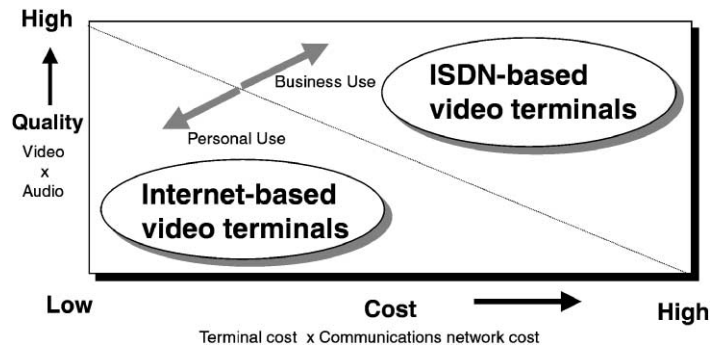 High
Quality
Video
x
Audio
Business Use
Personal Use
ISDN-based
video terminals
Internet-based
video terminals
Low
Cost
High
Terminal cost x Communications network cost